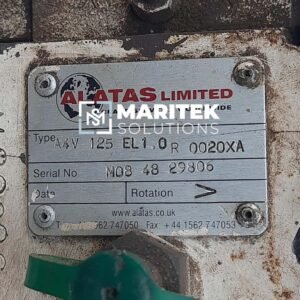 ALATAS LIMITED
MARITEK
SOLUTIONS
Type A4V 125 EL1.0 R 0020XA
Serial No M08 48 29806
Date
Rotation >
www.alatas.co.uk
747050 Fax: +44 1562 747053